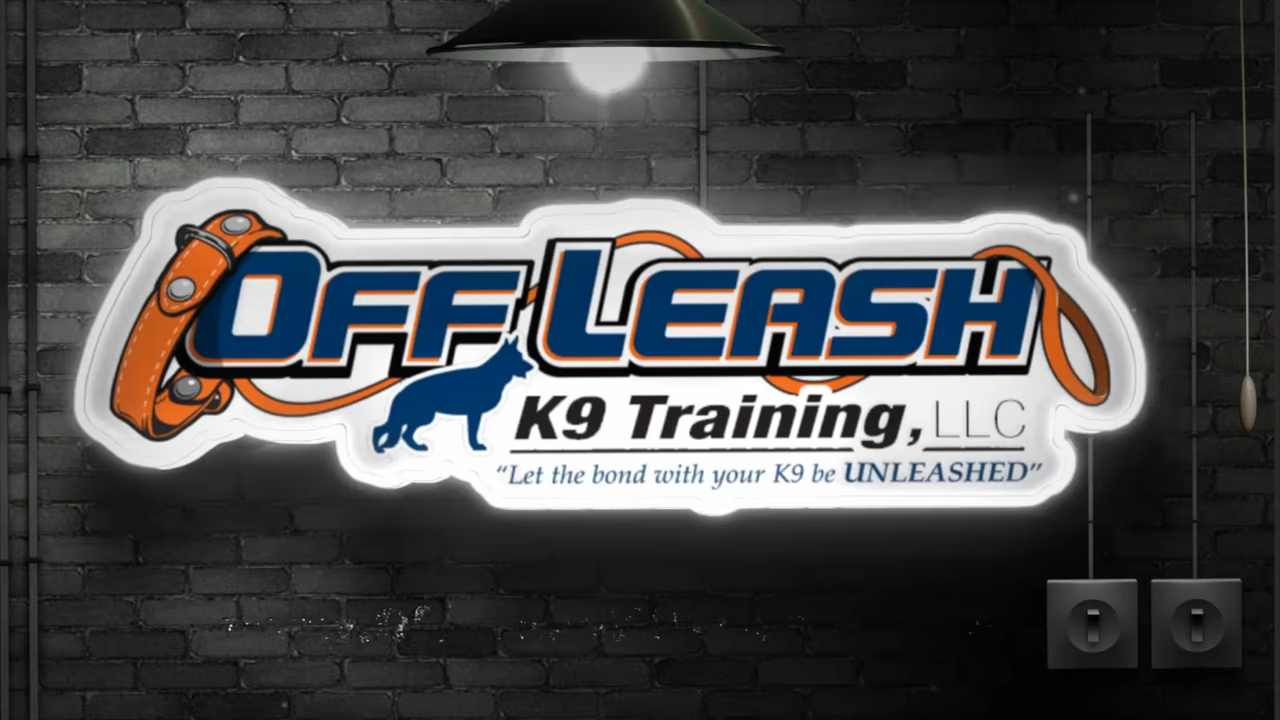 OFF LEASH
K9 Training, LLC
“Let the bond with your K9 be UNLEASHED”